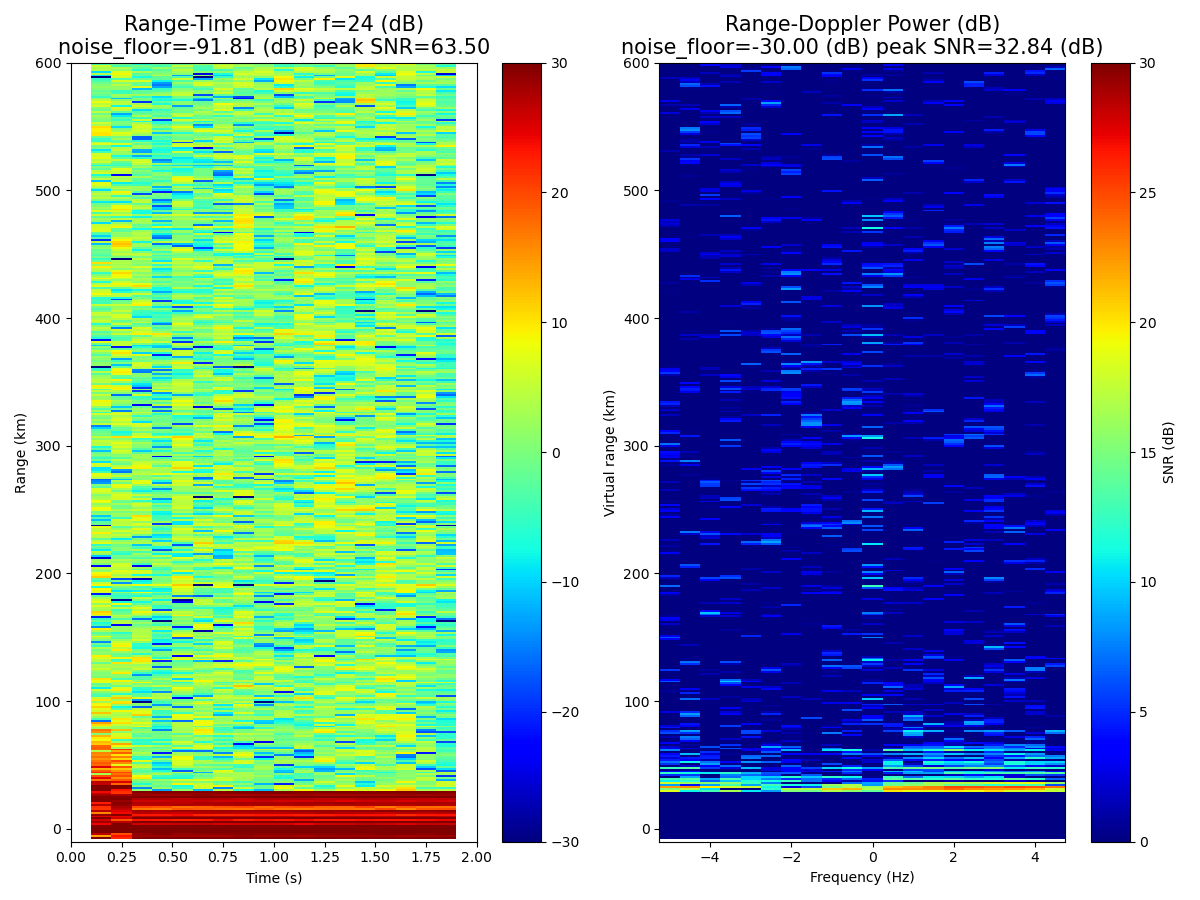 Range-Time Power f=24 (dB)
noise_floor=-91.81 (dB) peak SNR=63.50
Range (km)
600
500
400
300
200
100
0
0.00 0.25 0.50 0.75 1.00 1.25 1.50 1.75 2.00
Time (s)
30
20
10
0
−10
−20
−30
Range-Doppler Power (dB)
noise_floor=-30.00 (dB) peak SNR=32.84 (dB)
Virtual range (km)
600
500
400
300
200
100
0
−4 −2 0 2 4
Frequency (Hz)
30
25
20
15
10
5
0
SNR (dB)